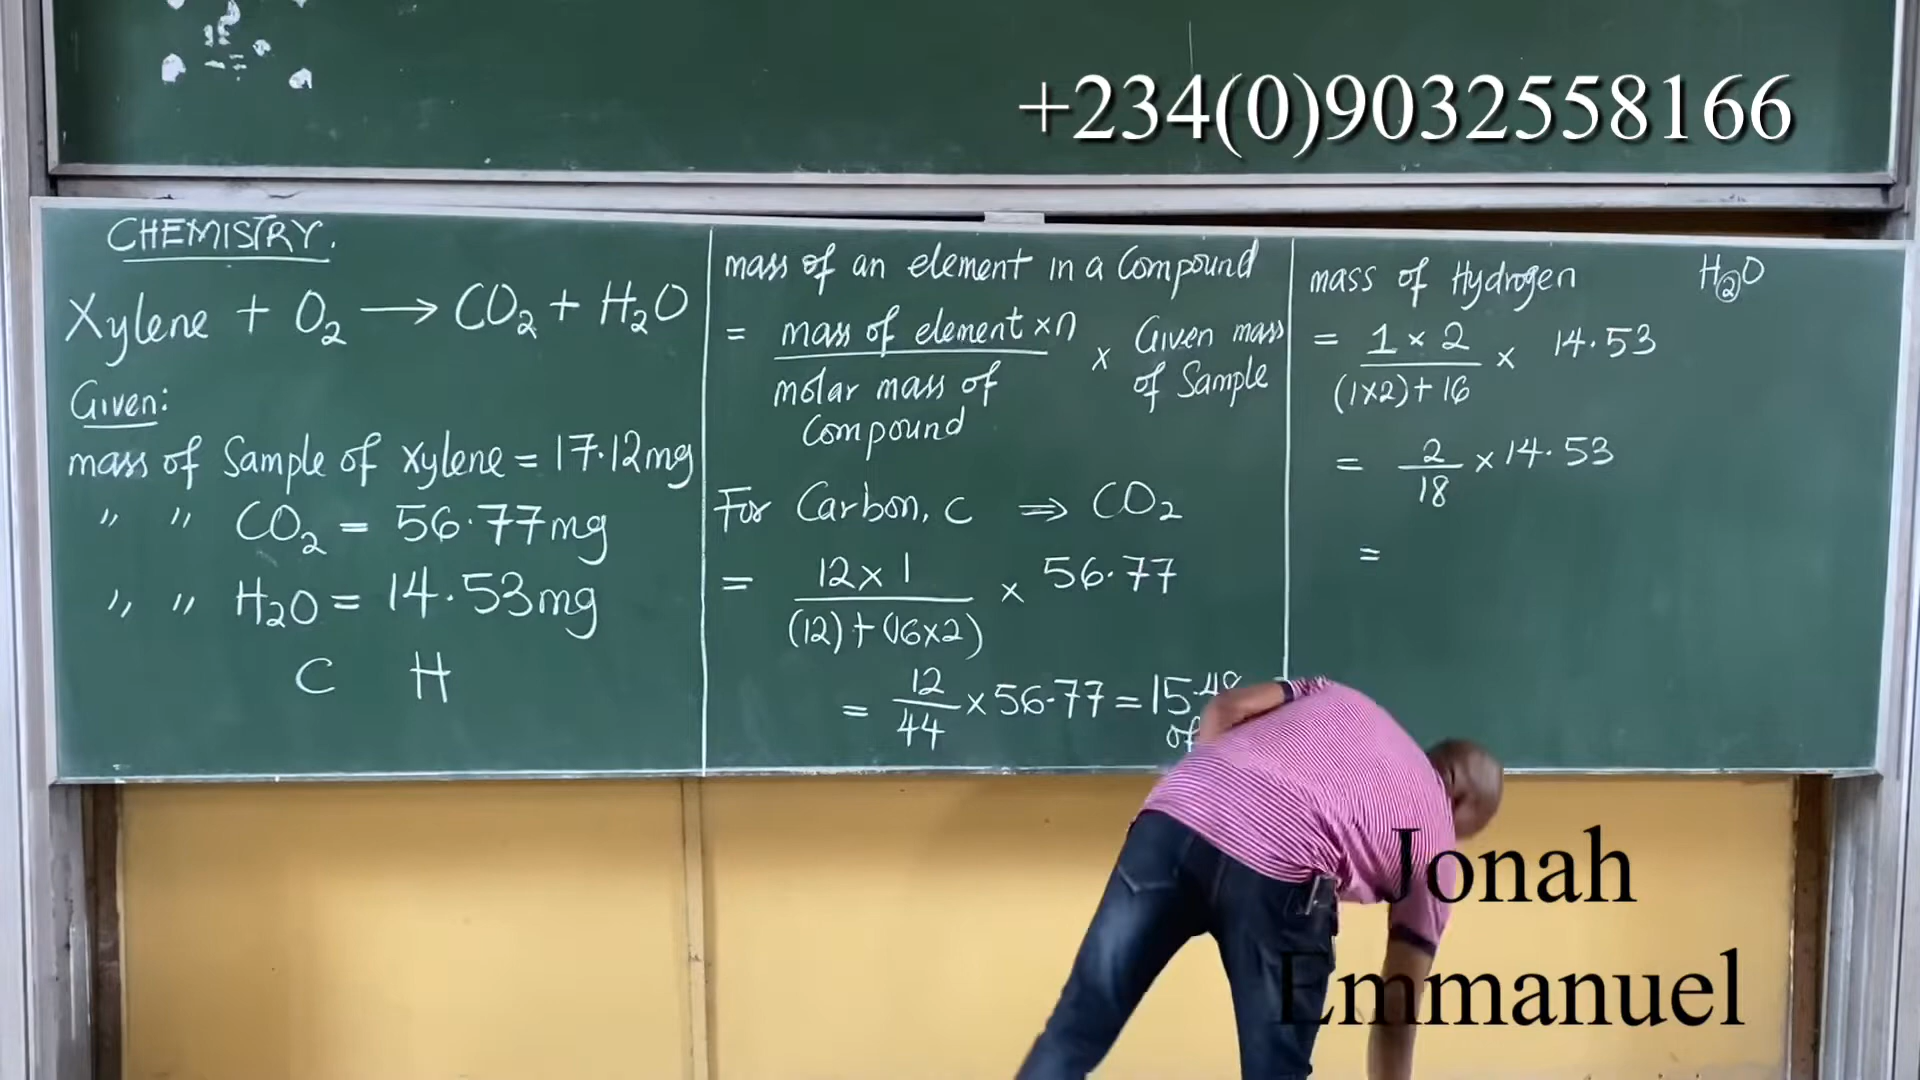 +234(0)9032558166
CHEMISTRY.
Xylene + O₂ → CO₂ + H₂O
Given:
mass of Sample of Xylene = 17.12mg
" " CO₂ = 56.77mg
" " H₂O = 14.53mg
C H
mass of an element in a Compound
= mass of element × n / molar mass of Compound × Given mass of Sample
For Carbon, C ⇒ CO₂
= 12 × 1 / (12) + (16×2) × 56.77
= 12/44 × 56.77 = 15.48
of
mass of Hydrogen H₂O
= 1 × 2 / (1×2) + 16 × 14.53
= 2/18 × 14.53
=
Jonah
Emmanuel